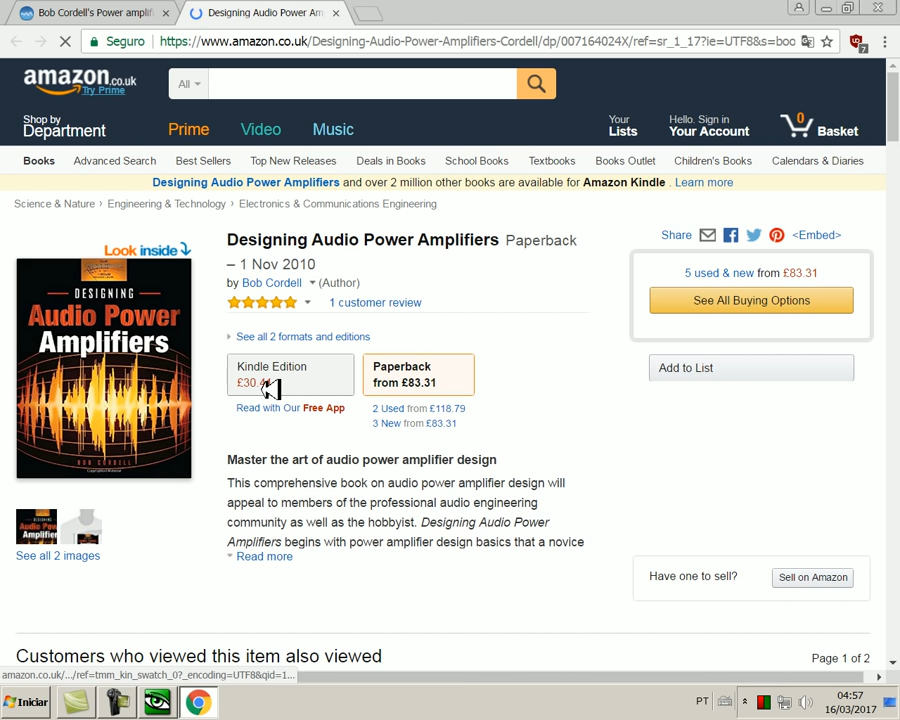 Bob Cordell's Power amplifi
Designing Audio Power Am
Seguro
https://www.amazon.co.uk/Designing-Audio-Power-Amplifiers-Cordell/dp/007164024X/ref=sr_1_17?ie=UTF8&s=boo
7
amazon.co.uk
Try Prime
All
Shop by
Department
Prime
Video
Music
Your
Lists
Hello. Sign in
Your Account
0
Basket
Books
Advanced Search
Best Sellers
Top New Releases
Deals in Books
School Books
Textbooks
Books Outlet
Children's Books
Calendars & Diaries
Designing Audio Power Amplifiers and over 2 million other books are available for Amazon Kindle . Learn more
Science & Nature › Engineering & Technology › Electronics & Communications Engineering
Look inside
DESIGNING
Audio Power
Amplifiers
BOB CORDELL
Designing Audio Power Amplifiers Paperback
– 1 Nov 2010
by Bob Cordell (Author)
1 customer review
See all 2 formats and editions
Kindle Edition
£30.
Read with Our Free App
Paperback
from £83.31
2 Used from £118.79
3 New from £83.31
Master the art of audio power amplifier design
This comprehensive book on audio power amplifier design will
appeal to members of the professional audio engineering
community as well as the hobbyist. Designing Audio Power
Amplifiers begins with power amplifier design basics that a novice
Read more
See all 2 images
Share
<Embed>
5 used & new from £83.31
See All Buying Options
Add to List
Have one to sell?
Sell on Amazon
Customers who viewed this item also viewed
Page 1 of 2
amazon.co.uk/.../ref=tmm_kin_swatch_0?_encoding=UTF8&qid=1...
Iniciar
PT
04:57
16/03/2017